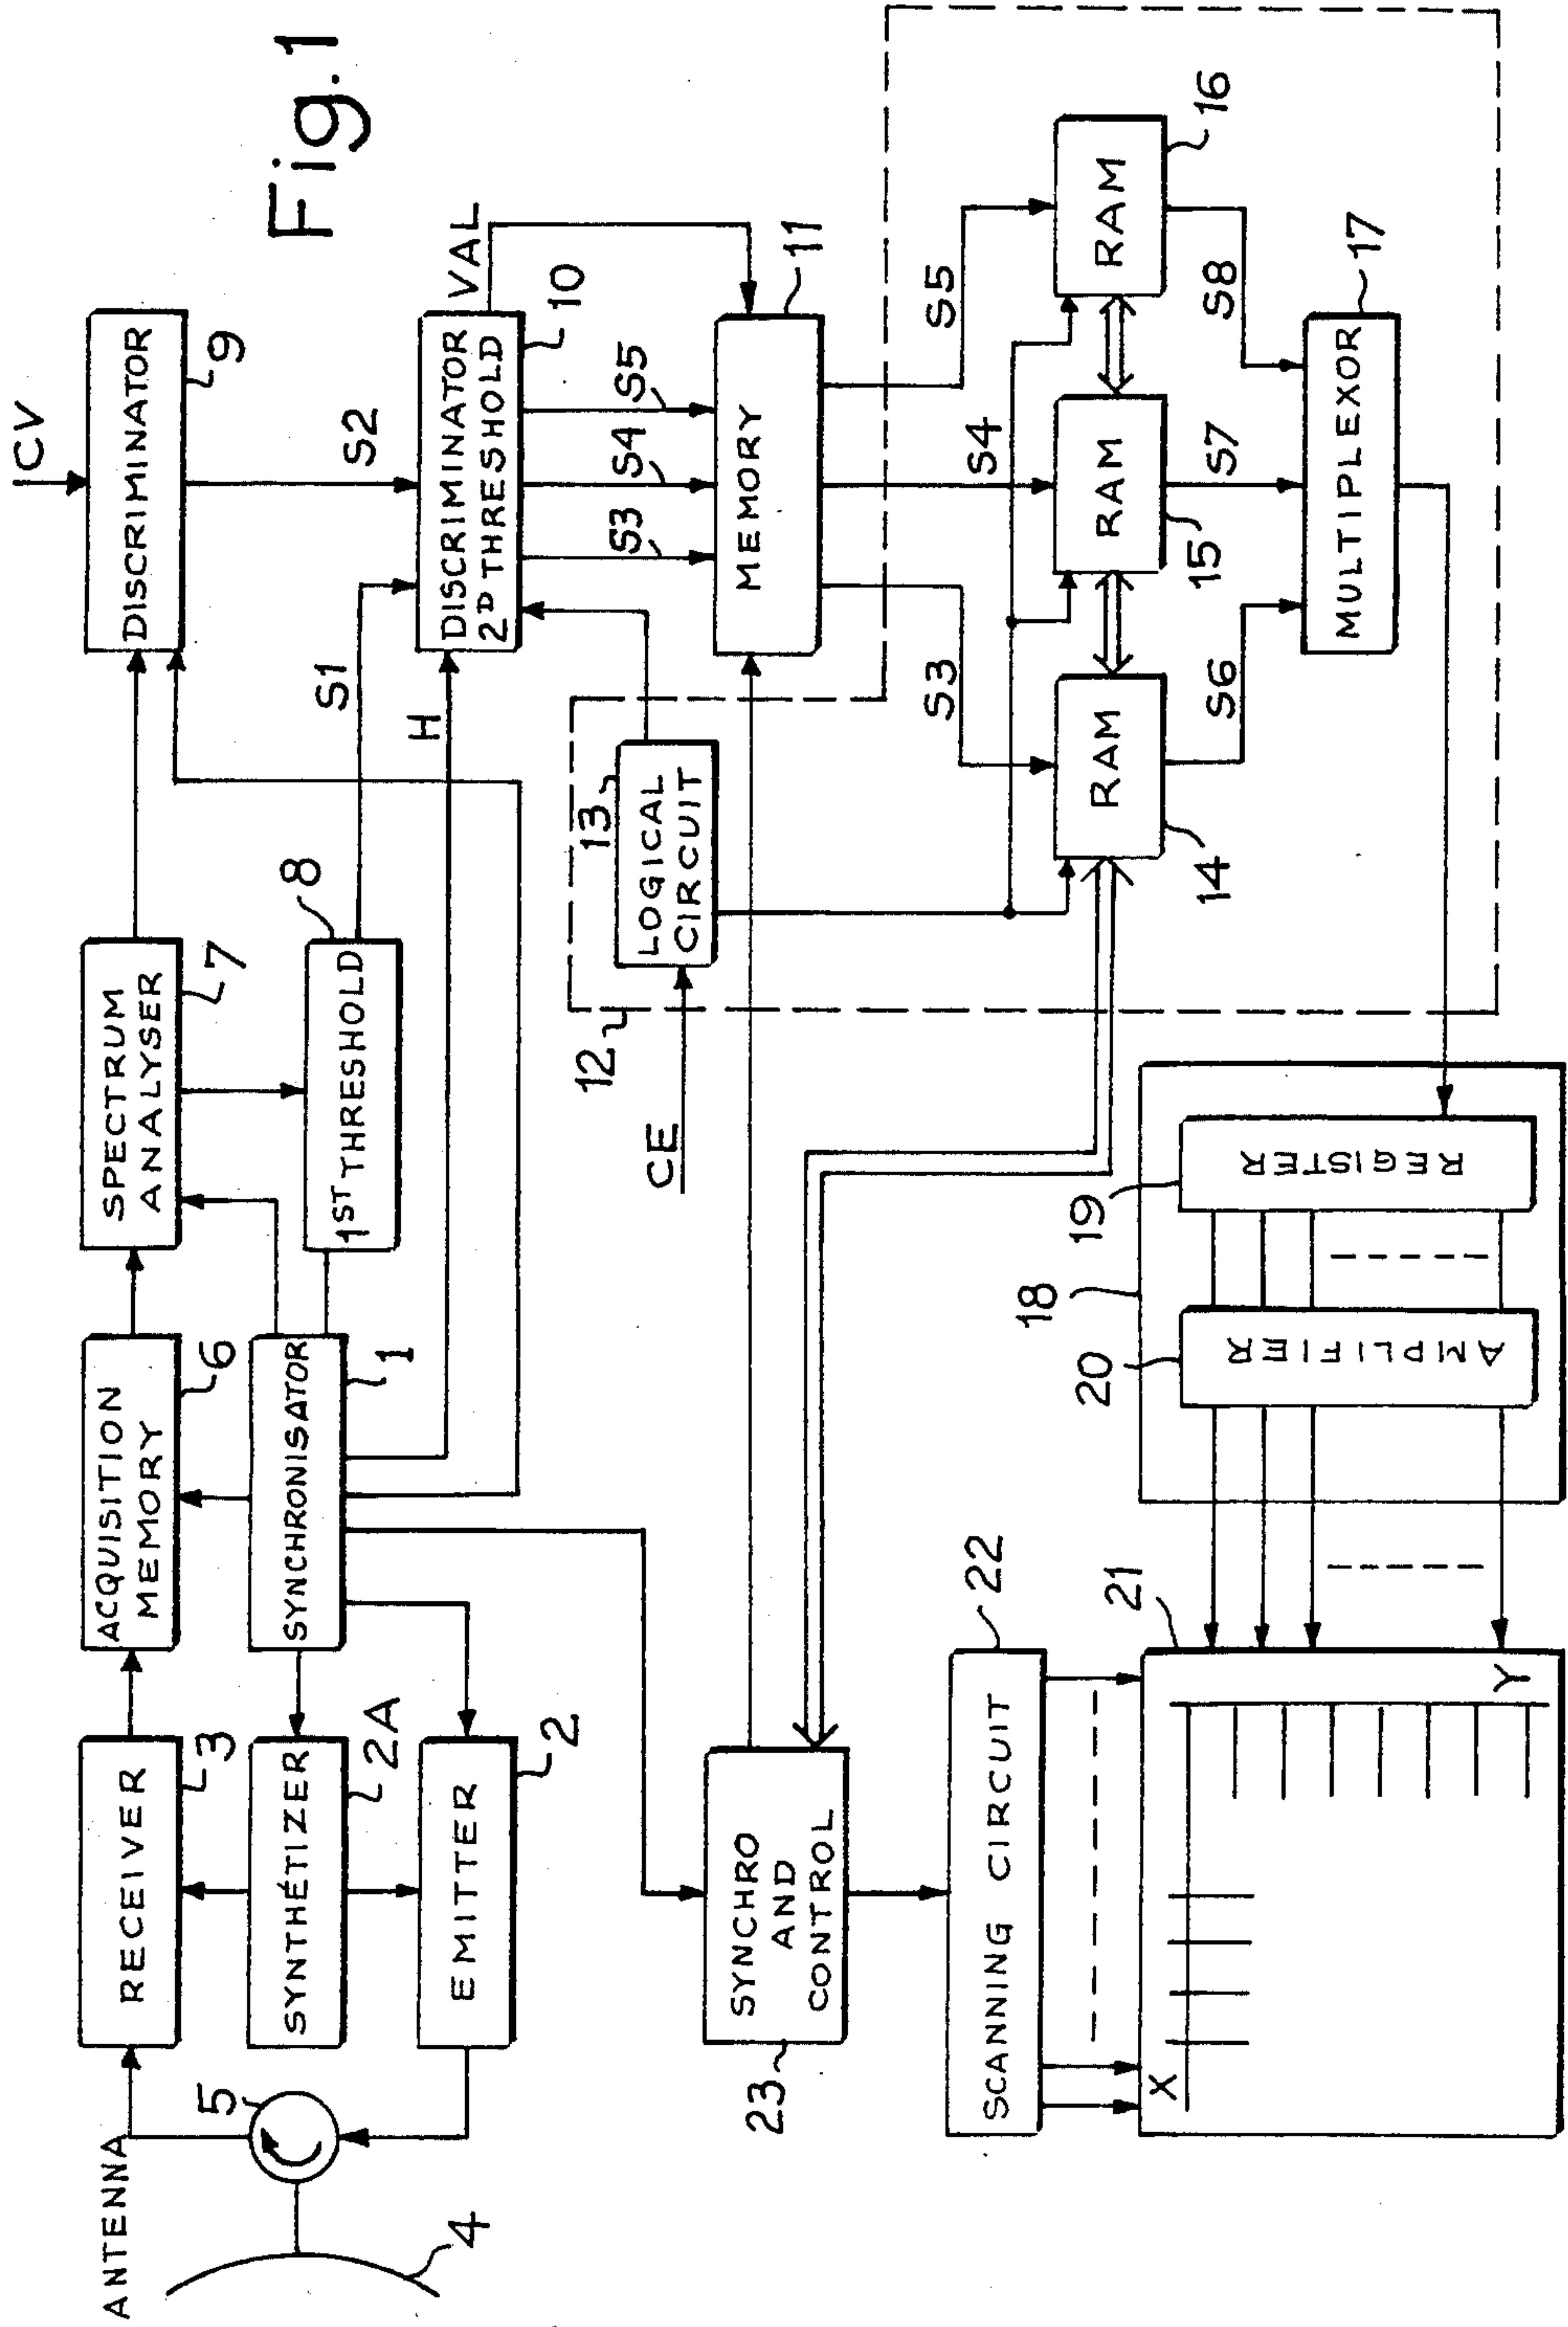 Fig.1
ICV
ANTENNA
RECEIVER
3
ACQUISITION
MEMORY
6
SPECTRUM
ANALYSER
7
DISCRIMINATOR
9
5
4
SYNTHÉTIZER
2A
SYNCHRONISATOR
1
1ST THRESHOLD
8
S1
S2
H
EMITTER
2
DISCRIMINATOR
2D THRESHOLD
10
VAL
S3
S4
S5
MEMORY
11
12
CE
13
LOGICAL
CIRCUIT
SYNCHRO
AND
CONTROL
23
S3
S4
S5
RAM
14
RAM
15
RAM
16
S6
S7
S8
MULTIPLEXOR
17
SCANNING CIRCUIT
22
18
19
REGISTER
20
AMPLIFIER
21
X
Y